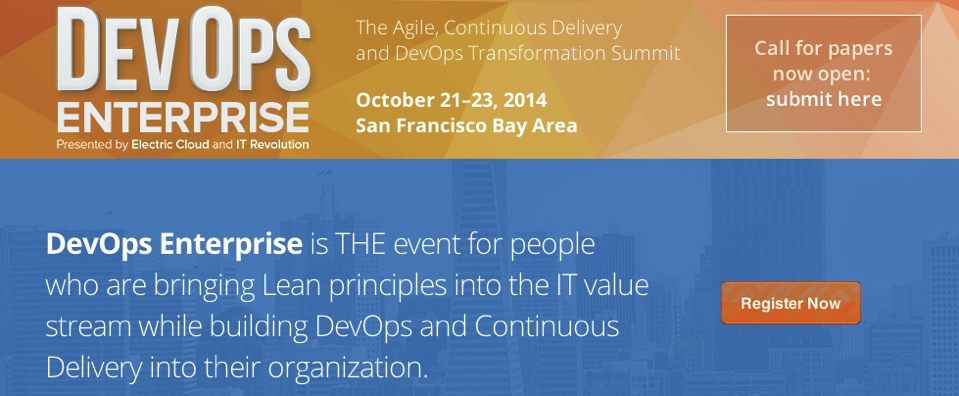 DEVOPS
ENTERPRISE
Presented by Electric Cloud and IT Revolution
The Agile, Continuous Delivery
and DevOps Transformation Summit
October 21–23, 2014
San Francisco Bay Area
Call for papers
now open:
submit here
DevOps Enterprise is THE event for people
who are bringing Lean principles into the IT value
stream while building DevOps and Continuous
Delivery into their organization.
Register Now